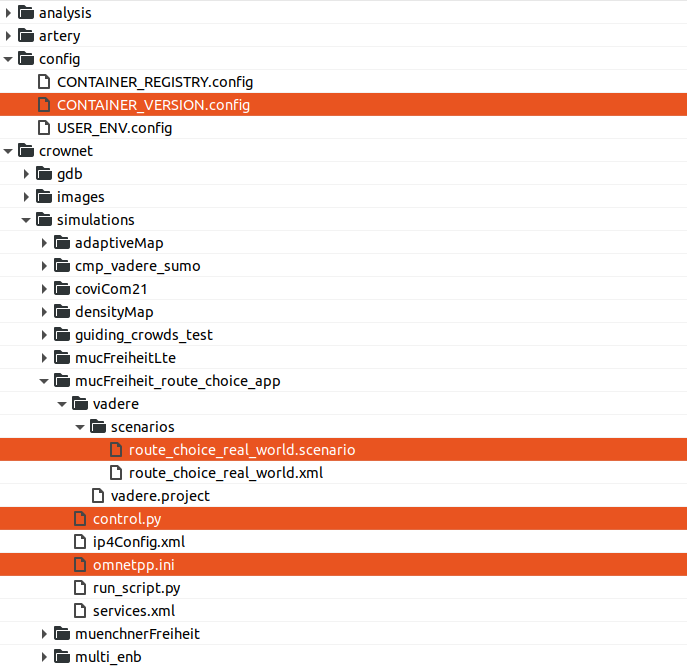 analysis
artery
config
CONTAINER_REGISTRY.config
CONTAINER_VERSION.config
USER_ENV.config
crownet
gdb
images
simulations
adaptiveMap
cmp_vadere_sumo
coviCom21
densityMap
guiding_crowds_test
mucFreiheitLte
mucFreiheit_route_choice_app
vadere
scenarios
route_choice_real_world.scenario
route_choice_real_world.xml
vadere.project
control.py
ip4Config.xml
omnetpp.ini
run_script.py
services.xml
muenchnerFreiheit
multi_enb